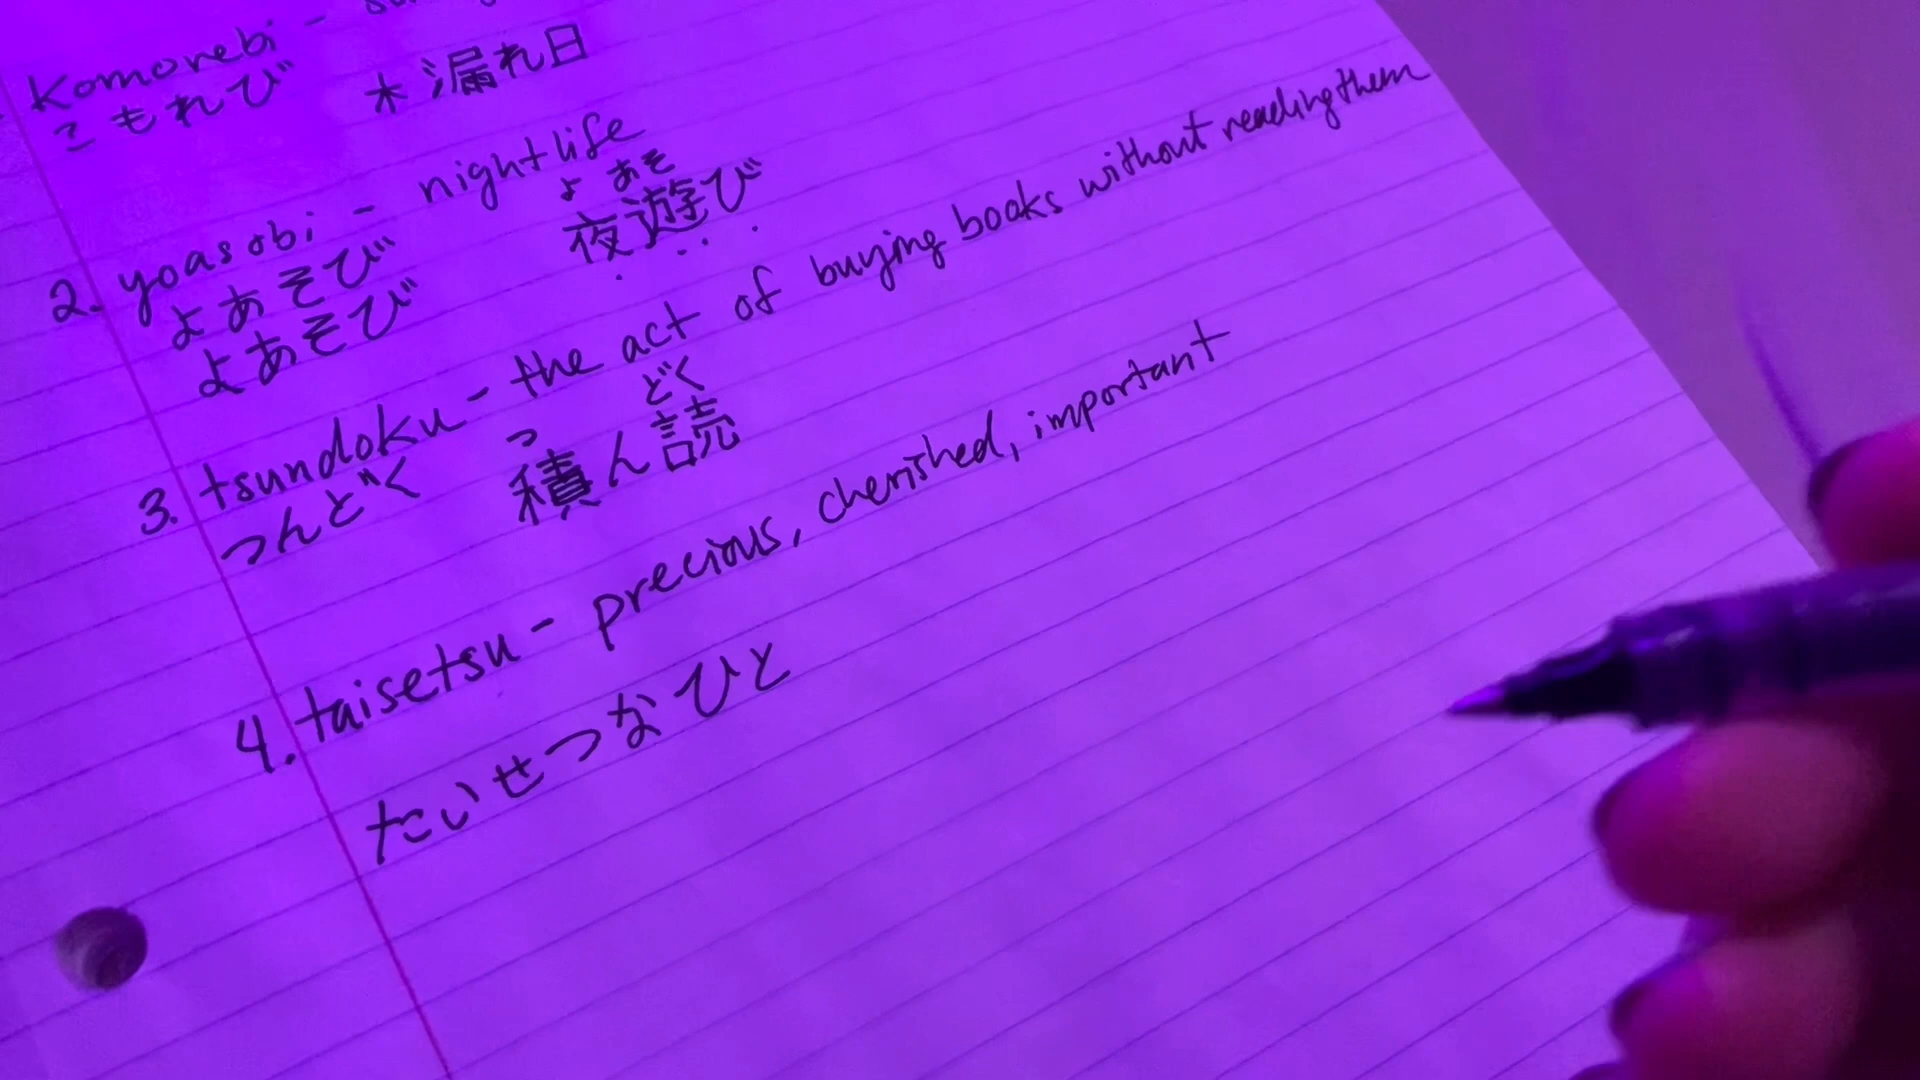 Komorebi -
こもれび 木漏れ日
2. yoasobi - nightlife
よあそび よ あそ
よあそび 夜遊び
3. tsundoku - the act of buying books without reading them
つんどく つ どく
積ん読
4. taisetsu - precious, cherished, important
たいせつなひと